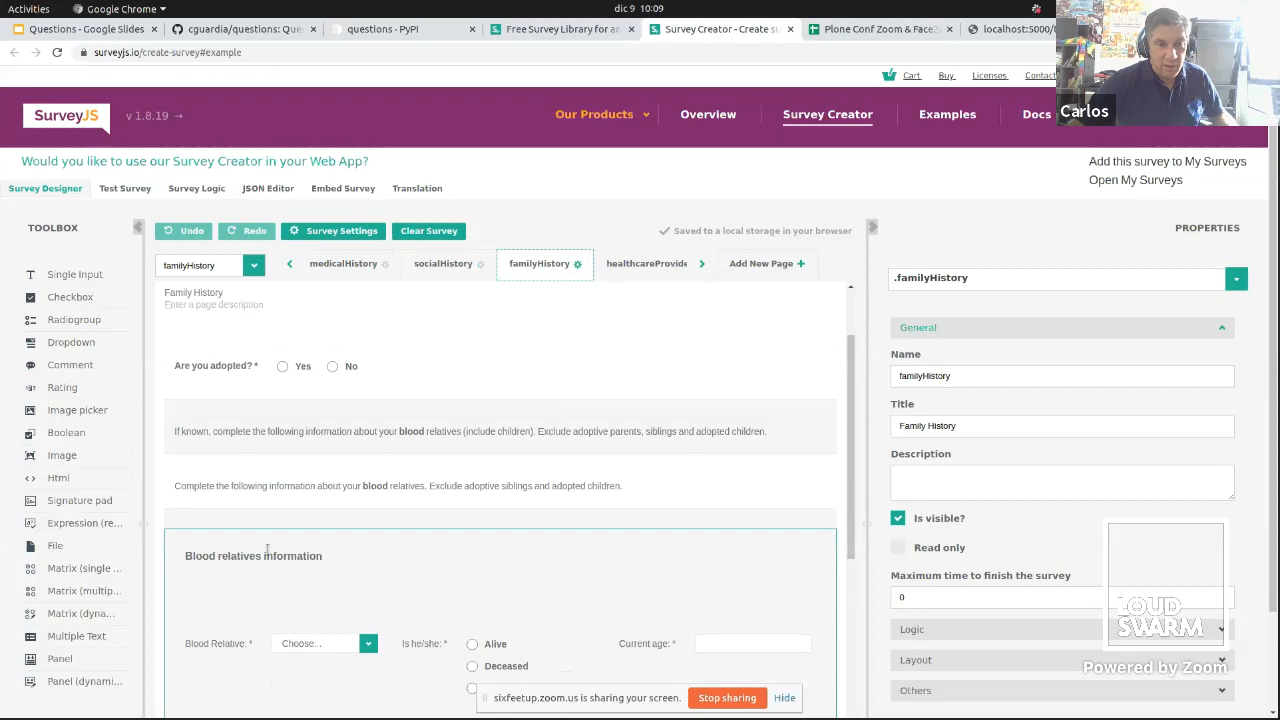 Activities
Google Chrome
dic 9 10:09
Questions - Google Slides
cguardia/questions: Que
questions · PyPI
Free Survey Library for an
Survey Creator - Create su
Plone Conf Zoom & Face2
localhost:5000/t
surveyjs.io/create-survey#example
Cart
Buy
Licenses
Contact
SurveyJS
v 1.8.19 →
Our Products
Overview
Survey Creator
Examples
Docs
Carlos
Would you like to use our Survey Creator in your Web App?
Add this survey to My Surveys
Open My Surveys
Survey Designer
Test Survey
Survey Logic
JSON Editor
Embed Survey
Translation
TOOLBOX
Single Input
Checkbox
Radiogroup
Dropdown
Comment
Rating
Image picker
Boolean
Image
Html
Signature pad
Expression (re...
File
Matrix (single ...
Matrix (multip...
Matrix (dyna...
Multiple Text
Panel
Panel (dynami...
Undo
Redo
Survey Settings
Clear Survey
Saved to a local storage in your browser
familyHistory
medicalHistory
socialHistory
familyHistory
healthcareProvide
Add New Page +
Family History
Enter a page description
Are you adopted? *
Yes
No
If known, complete the following information about your blood relatives (include children). Exclude adoptive parents, siblings and adopted children.
Complete the following information about your blood relatives. Exclude adoptive siblings and adopted children.
Blood relatives information
Blood Relative: *
Choose...
Is he/she: *
Alive
Deceased
Current age: *
sixfeetup.zoom.us is sharing your screen.
Stop sharing
Hide
PROPERTIES
.familyHistory
General
Name
familyHistory
Title
Family History
Description
Is visible?
Read only
Maximum time to finish the survey
0
Logic
Layout
Others
LOUD
SWARM
Powered by Zoom